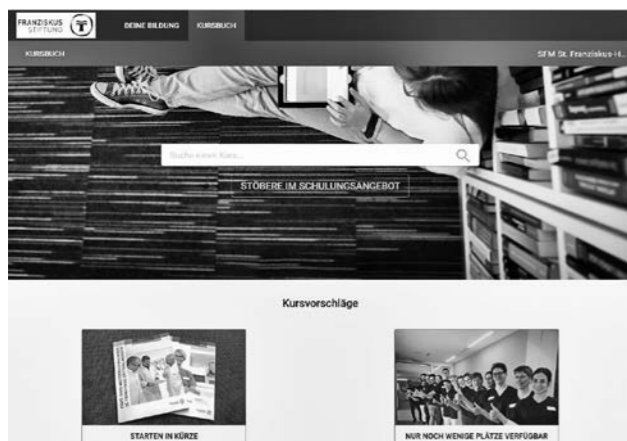 FRANZISKUS
STIFTUNG
DEINE BILDUNG KURSBUCH
KURSBUCH
SFM St. Franziskus-H...
Suche einen Kurs...
STÖBERE IM SCHULUNGSANGEBOT
Kursvorschläge
STARTEN IN KÜRZE
NUR NOCH WENIGE PLÄTZE VERFÜGBAR